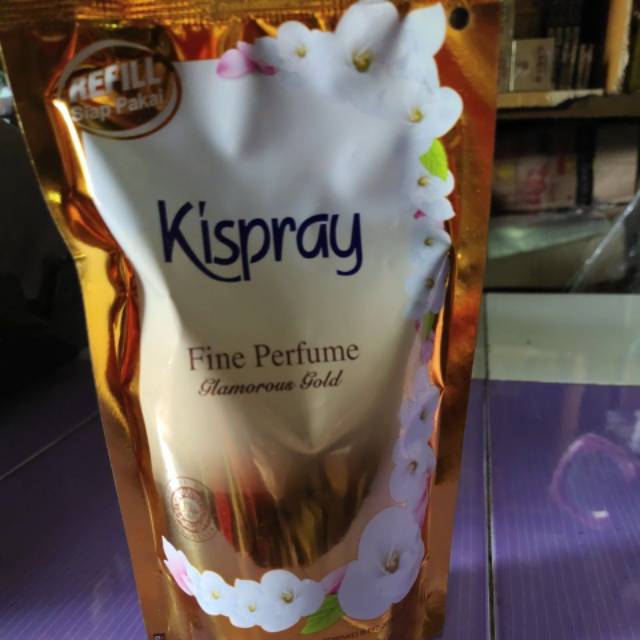 REFILL
Siap Pakai
Kispray
Fine Perfume
Glamorous Gold